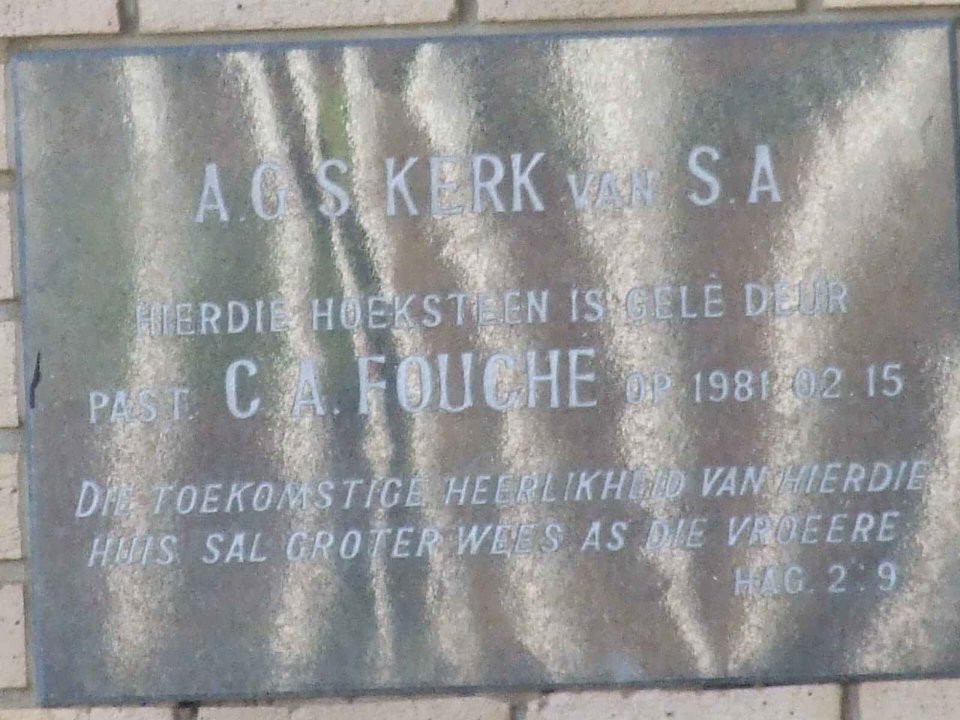 A.G.S KERK VAN S.A
HIERDIE HOEKSTEEN IS GELÊ DEUR
PAST. C.A. FOUCHE OP 1981.02.15
DIE TOEKOMSTIGE HEERLIKHEID VAN HIERDIE
HUIS SAL GROTER WEES AS DIE VROEËRE
HAG. 2:9